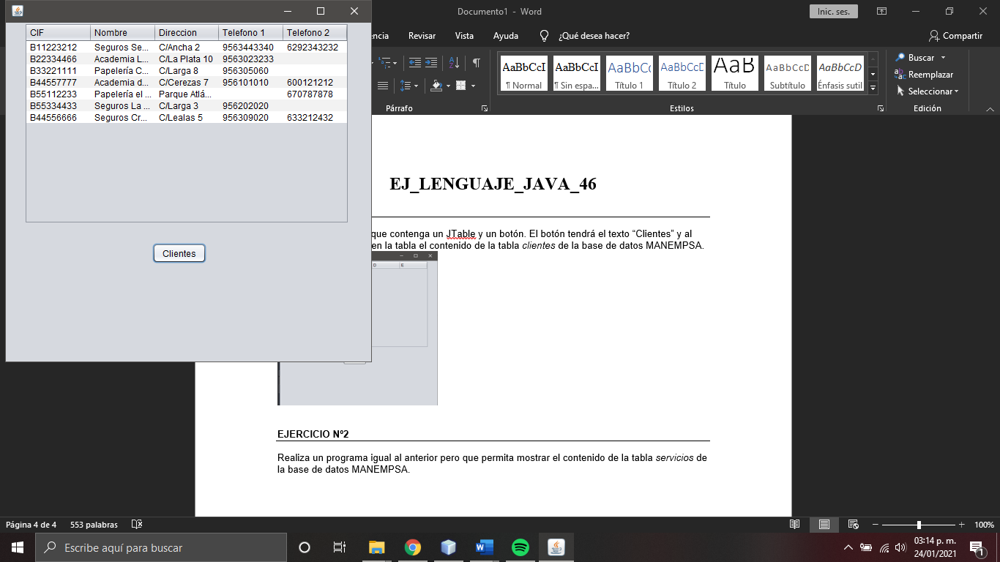 Documento1 - Word
Inic. ses.
encia Revisar Vista Ayuda ¿Qué desea hacer? Compartir
AaBbCcI AaBbCcI AaBbC AaBbCcI AaB AaBbCcD AaBbCcD
¶ Normal ¶ Sin espa... Título 1 Título 2 Título Subtítulo Énfasis sutil
Buscar
Reemplazar
Seleccionar
Párrafo Estilos Edición
CIF Nombre Direccion Telefono 1 Telefono 2
B11223212 Seguros Se... C/Ancha 2 9563443340 6292343232
B22334466 Academia L... C/La Plata 10 9563023233
B33221111 Papelería C... C/Larga 8 956305060
B44557777 Academia d... C/Cerezas 7 956101010 600121212
B55112233 Papelería el ... Parque Atlá... 670787878
B55334433 Seguros La ... C/Larga 3 956202020
B44556666 Seguros Cr... C/Lealas 5 956309020 633212432
Clientes
EJ_LENGUAJE_JAVA_46
que contenga un JTable y un botón. El botón tendrá el texto “Clientes” y al
en la tabla el contenido de la tabla clientes de la base de datos MANEMPSA.
D E
EJERCICIO Nº2
Realiza un programa igual al anterior pero que permita mostrar el contenido de la tabla servicios de
la base de datos MANEMPSA.
Página 4 de 4 553 palabras 100%
Escribe aquí para buscar
03:14 p. m.
24/01/2021
1